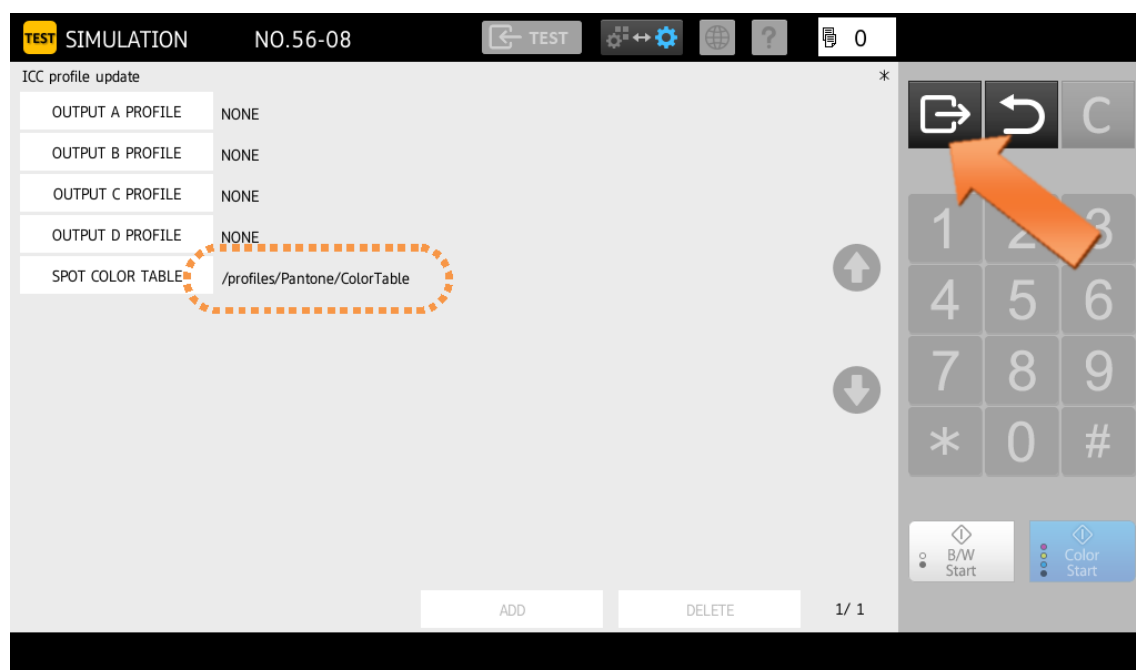 TEST SIMULATION NO.56-08 TEST ? 0
ICC profile update *
OUTPUT A PROFILE NONE
OUTPUT B PROFILE NONE
OUTPUT C PROFILE NONE
OUTPUT D PROFILE NONE
SPOT COLOR TABLE /profiles/Pantone/ColorTable
ADD DELETE 1/ 1
C
1 2 3
4 5 6
7 8 9
* 0 #
B/W
Start
Color
Start